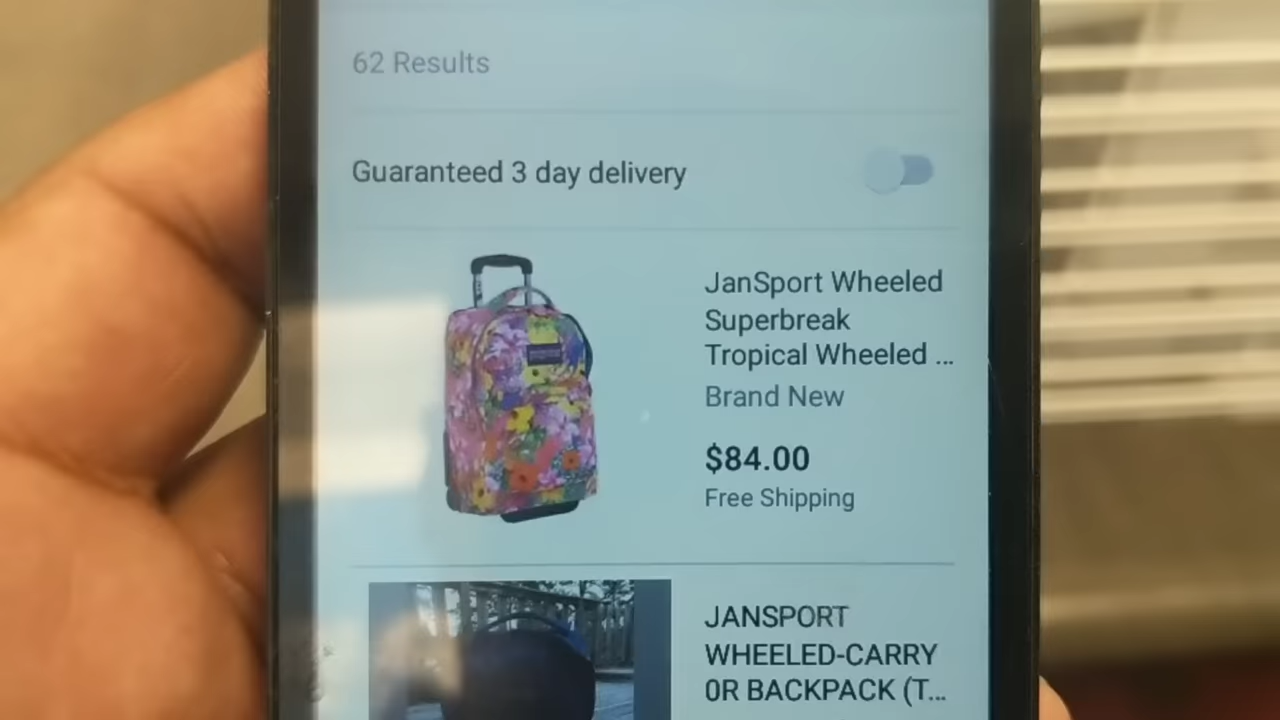 62 Results
Guaranteed 3 day delivery
JanSport Wheeled
Superbreak
Tropical Wheeled ...
Brand New
$84.00
Free Shipping
JANSPORT
WHEELED-CARRY
0R BACKPACK (T...